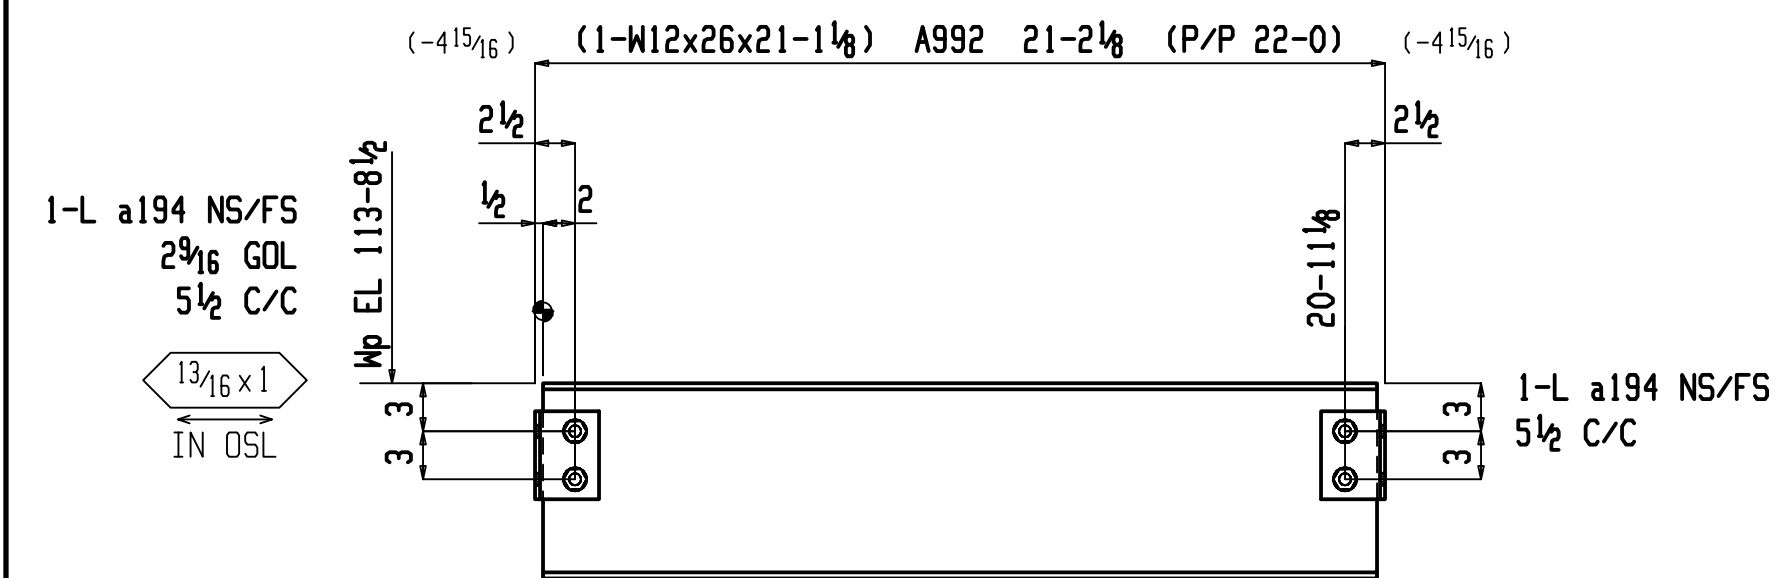 (-4 15/16) (1-W12x26x21-1 1/8) A992 21-2 1/8 (P/P 22-0) (-4 15/16)
2 1/2
2 1/2
1/2 2
1-L a194 NS/FS
2 9/16 GOL
5 1/2 C/C
Wp EL 113-8 1/2
20-11 1/8
13/16 x 1
IN OSL
3
3
3
3
1-L a194 NS/FS
5 1/2 C/C